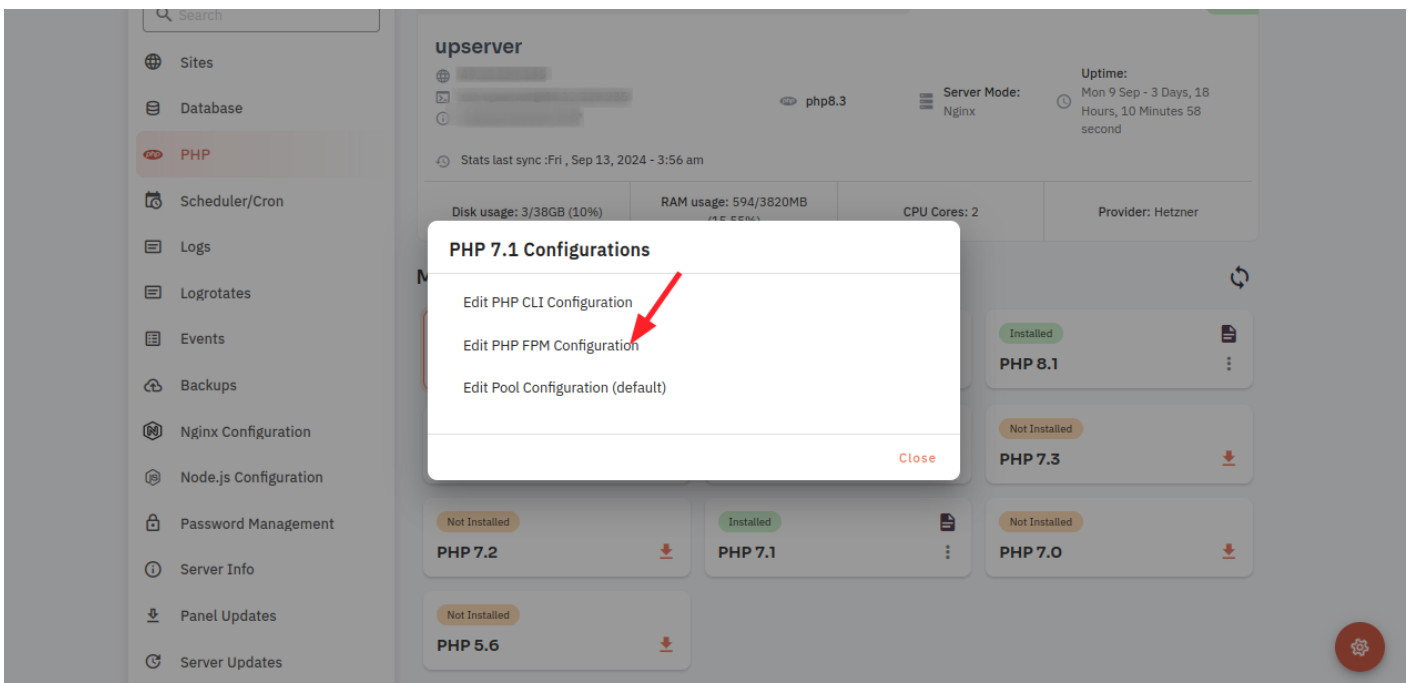 Search
Sites
Database
PHP
Scheduler/Cron
Logs
Logrotates
Events
Backups
Nginx Configuration
Node.js Configuration
Password Management
Server Info
Panel Updates
Server Updates
upserver
php8.3
Server Mode:
Nginx
Uptime:
Mon 9 Sep - 3 Days, 18
Hours, 10 Minutes 58
second
Stats last sync :Fri , Sep 13, 2024 - 3:56 am
Disk usage: 3/38GB (10%)
RAM usage: 594/3820MB
(15.55%)
CPU Cores: 2
Provider: Hetzner
PHP 7.1 Configurations
Edit PHP CLI Configuration
Edit PHP FPM Configuration
Edit Pool Configuration (default)
Close
Installed
PHP 8.1
Not Installed
PHP 7.3
Not Installed
PHP 7.2
Installed
PHP 7.1
Not Installed
PHP 7.0
Not Installed
PHP 5.6